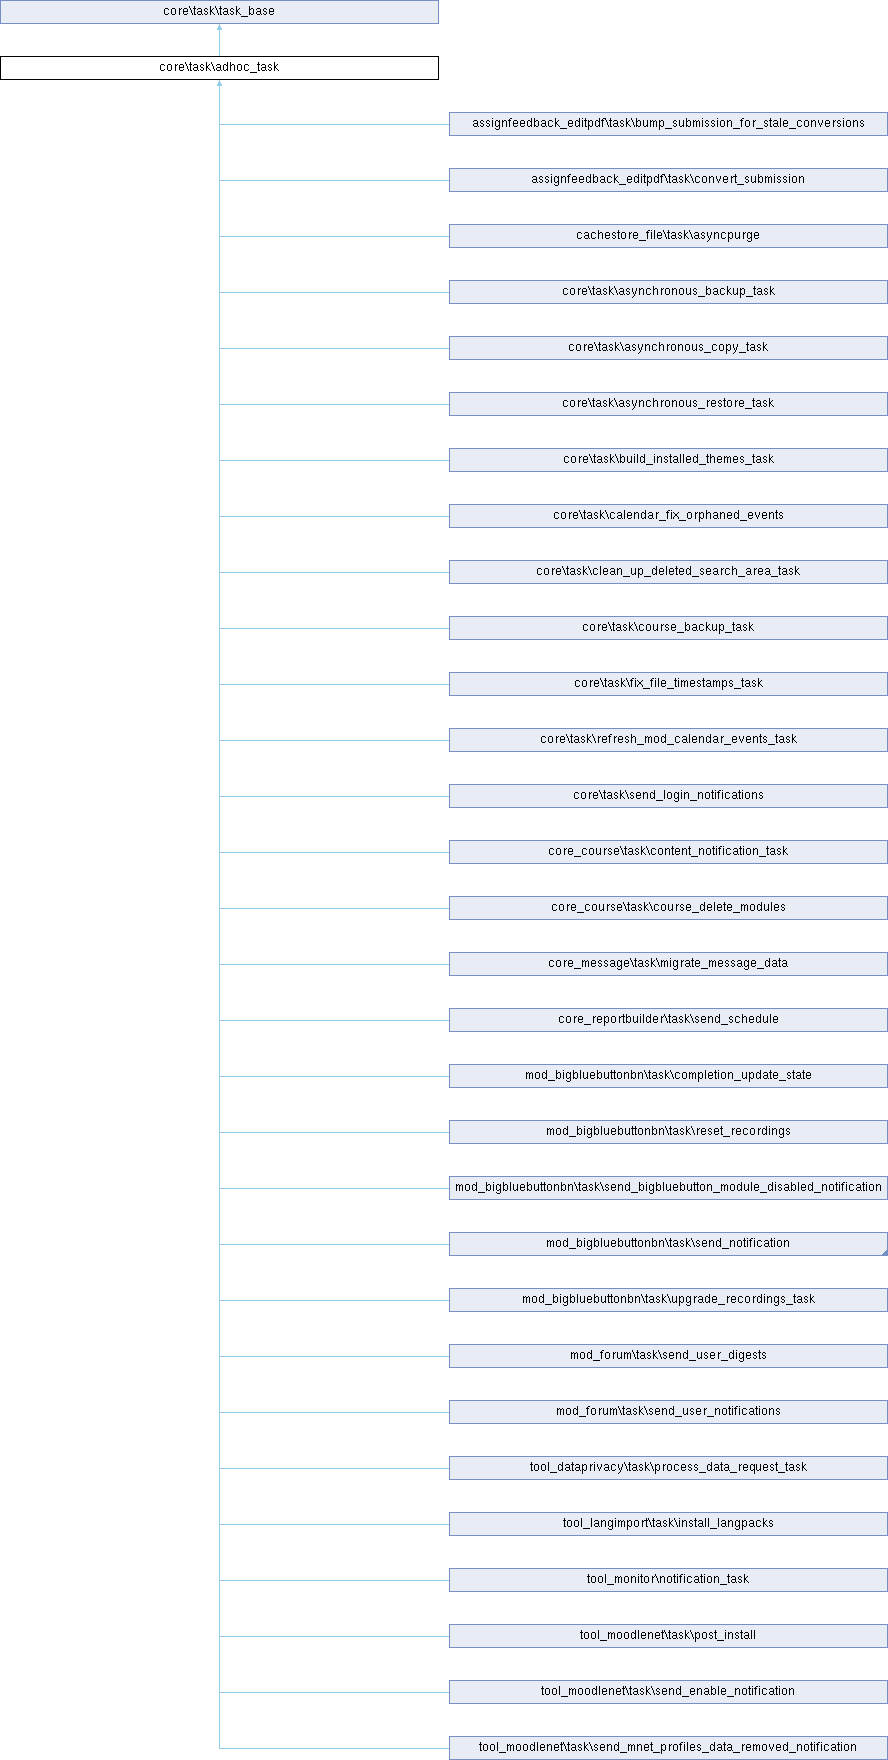 core\task\task_base
core\task\adhoc_task
assignfeedback_editpdf\task\bump_submission_for_stale_conversions
assignfeedback_editpdf\task\convert_submission
cachestore_file\task\asyncpurge
core\task\asynchronous_backup_task
core\task\asynchronous_copy_task
core\task\asynchronous_restore_task
core\task\build_installed_themes_task
core\task\calendar_fix_orphaned_events
core\task\clean_up_deleted_search_area_task
core\task\course_backup_task
core\task\fix_file_timestamps_task
core\task\refresh_mod_calendar_events_task
core\task\send_login_notifications
core_course\task\content_notification_task
core_course\task\course_delete_modules
core_message\task\migrate_message_data
core_reportbuilder\task\send_schedule
mod_bigbluebuttonbn\task\completion_update_state
mod_bigbluebuttonbn\task\reset_recordings
mod_bigbluebuttonbn\task\send_bigbluebutton_module_disabled_notification
mod_bigbluebuttonbn\task\send_notification
mod_bigbluebuttonbn\task\upgrade_recordings_task
mod_forum\task\send_user_digests
mod_forum\task\send_user_notifications
tool_dataprivacy\task\process_data_request_task
tool_langimport\task\install_langpacks
tool_monitor\notification_task
tool_moodlenet\task\post_install
tool_moodlenet\task\send_enable_notification
tool_moodlenet\task\send_mnet_profiles_data_removed_notification